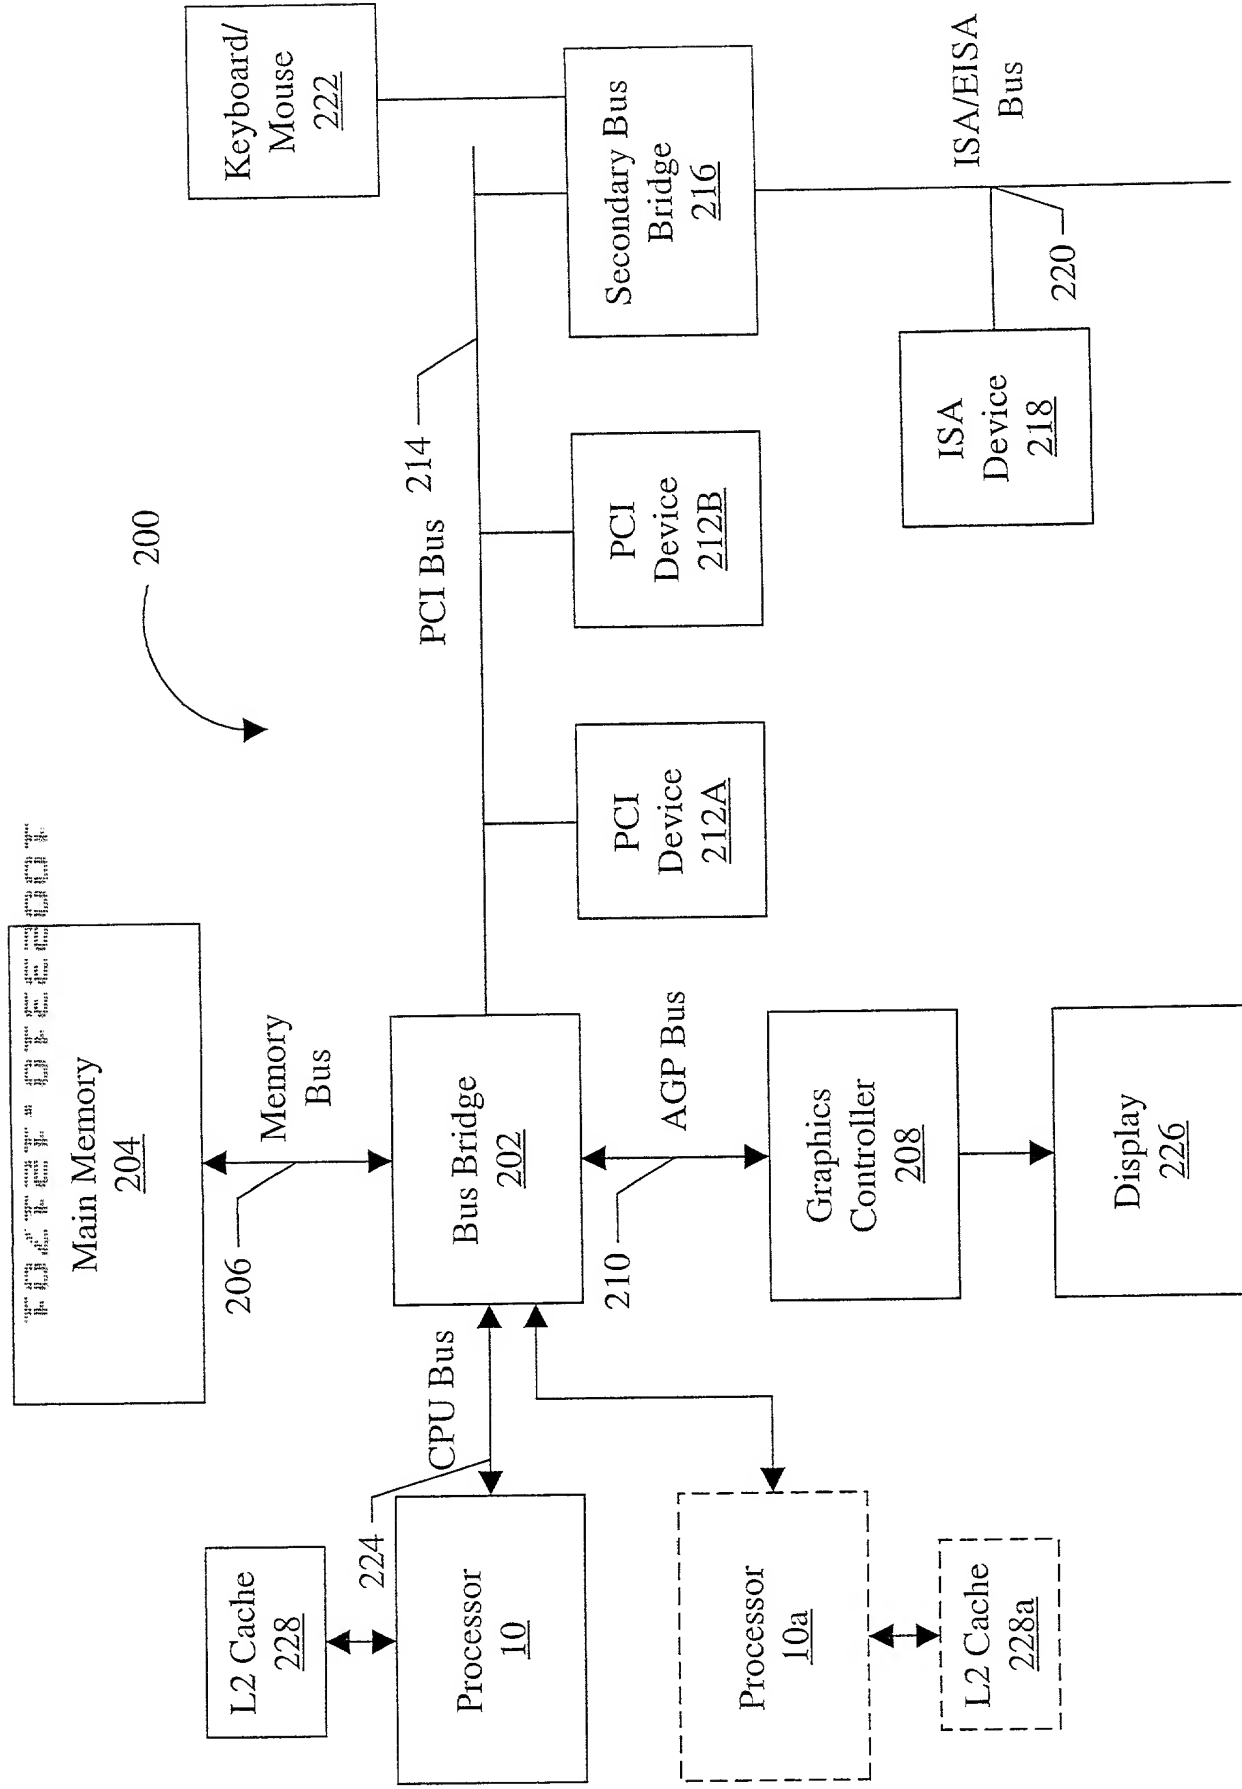 L2 Cache
228
224
Processor
10
Processor
10a
L2 Cache
228a
CPU Bus
Main Memory
204
206
Memory
Bus
Bus Bridge
202
210
AGP Bus
Graphics
Controller
208
Display
226
200
PCI Bus
214
PCI
Device
212A
PCI
Device
212B
Keyboard/
Mouse
222
Secondary Bus
Bridge
216
ISA
Device
218
220
ISA/EISA
Bus